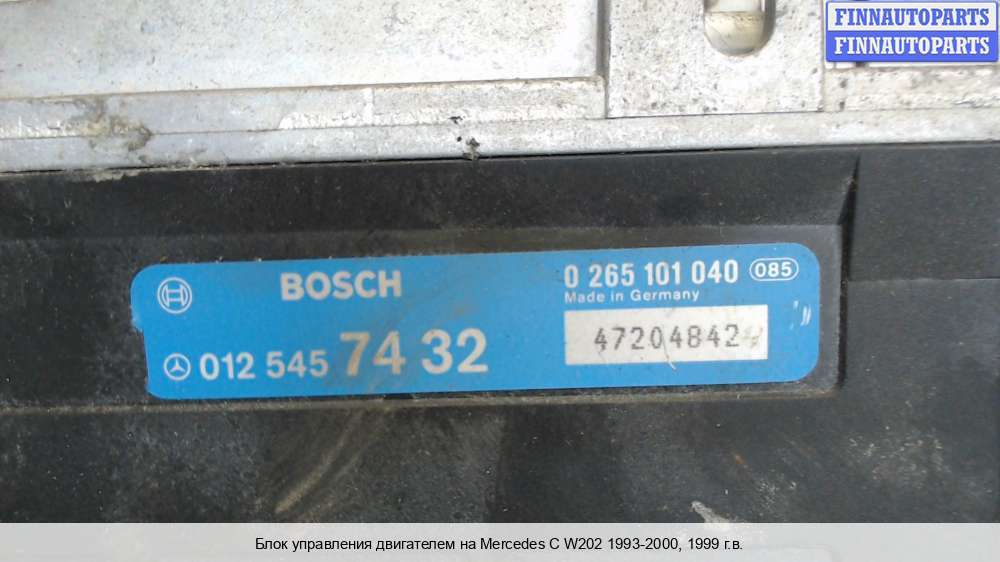 FINNAUTOPARTS
FINNAUTOPARTS
BOSCH
0 265 101 040 085
Made in Germany
472048424
012 545 74 32
Блок управления двигателем на Mercedes C W202 1993-2000, 1999 г.в.